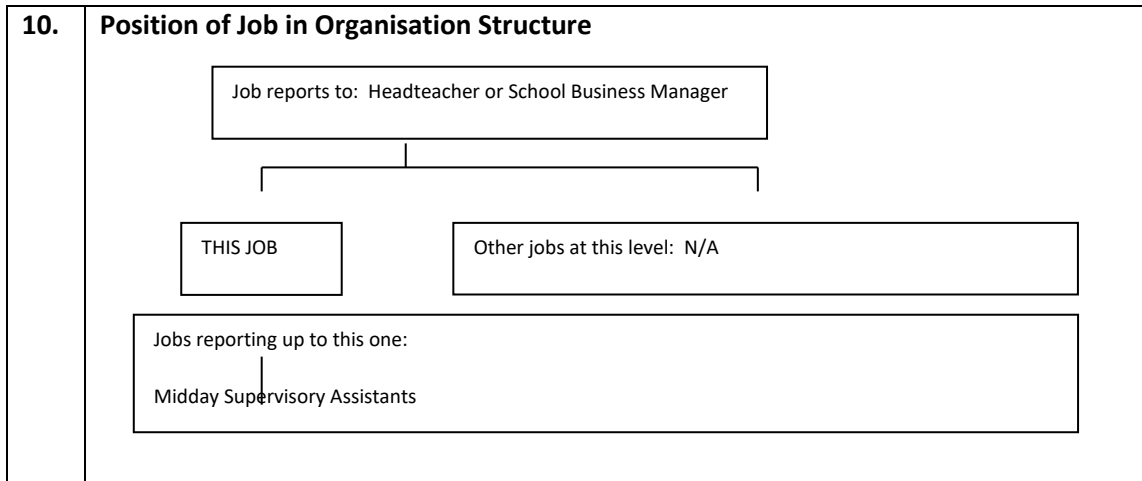 10. Position of Job in Organisation Structure
Job reports to: Headteacher or School Business Manager
THIS JOB
Other jobs at this level: N/A
Jobs reporting up to this one:
Midday Supervisory Assistants